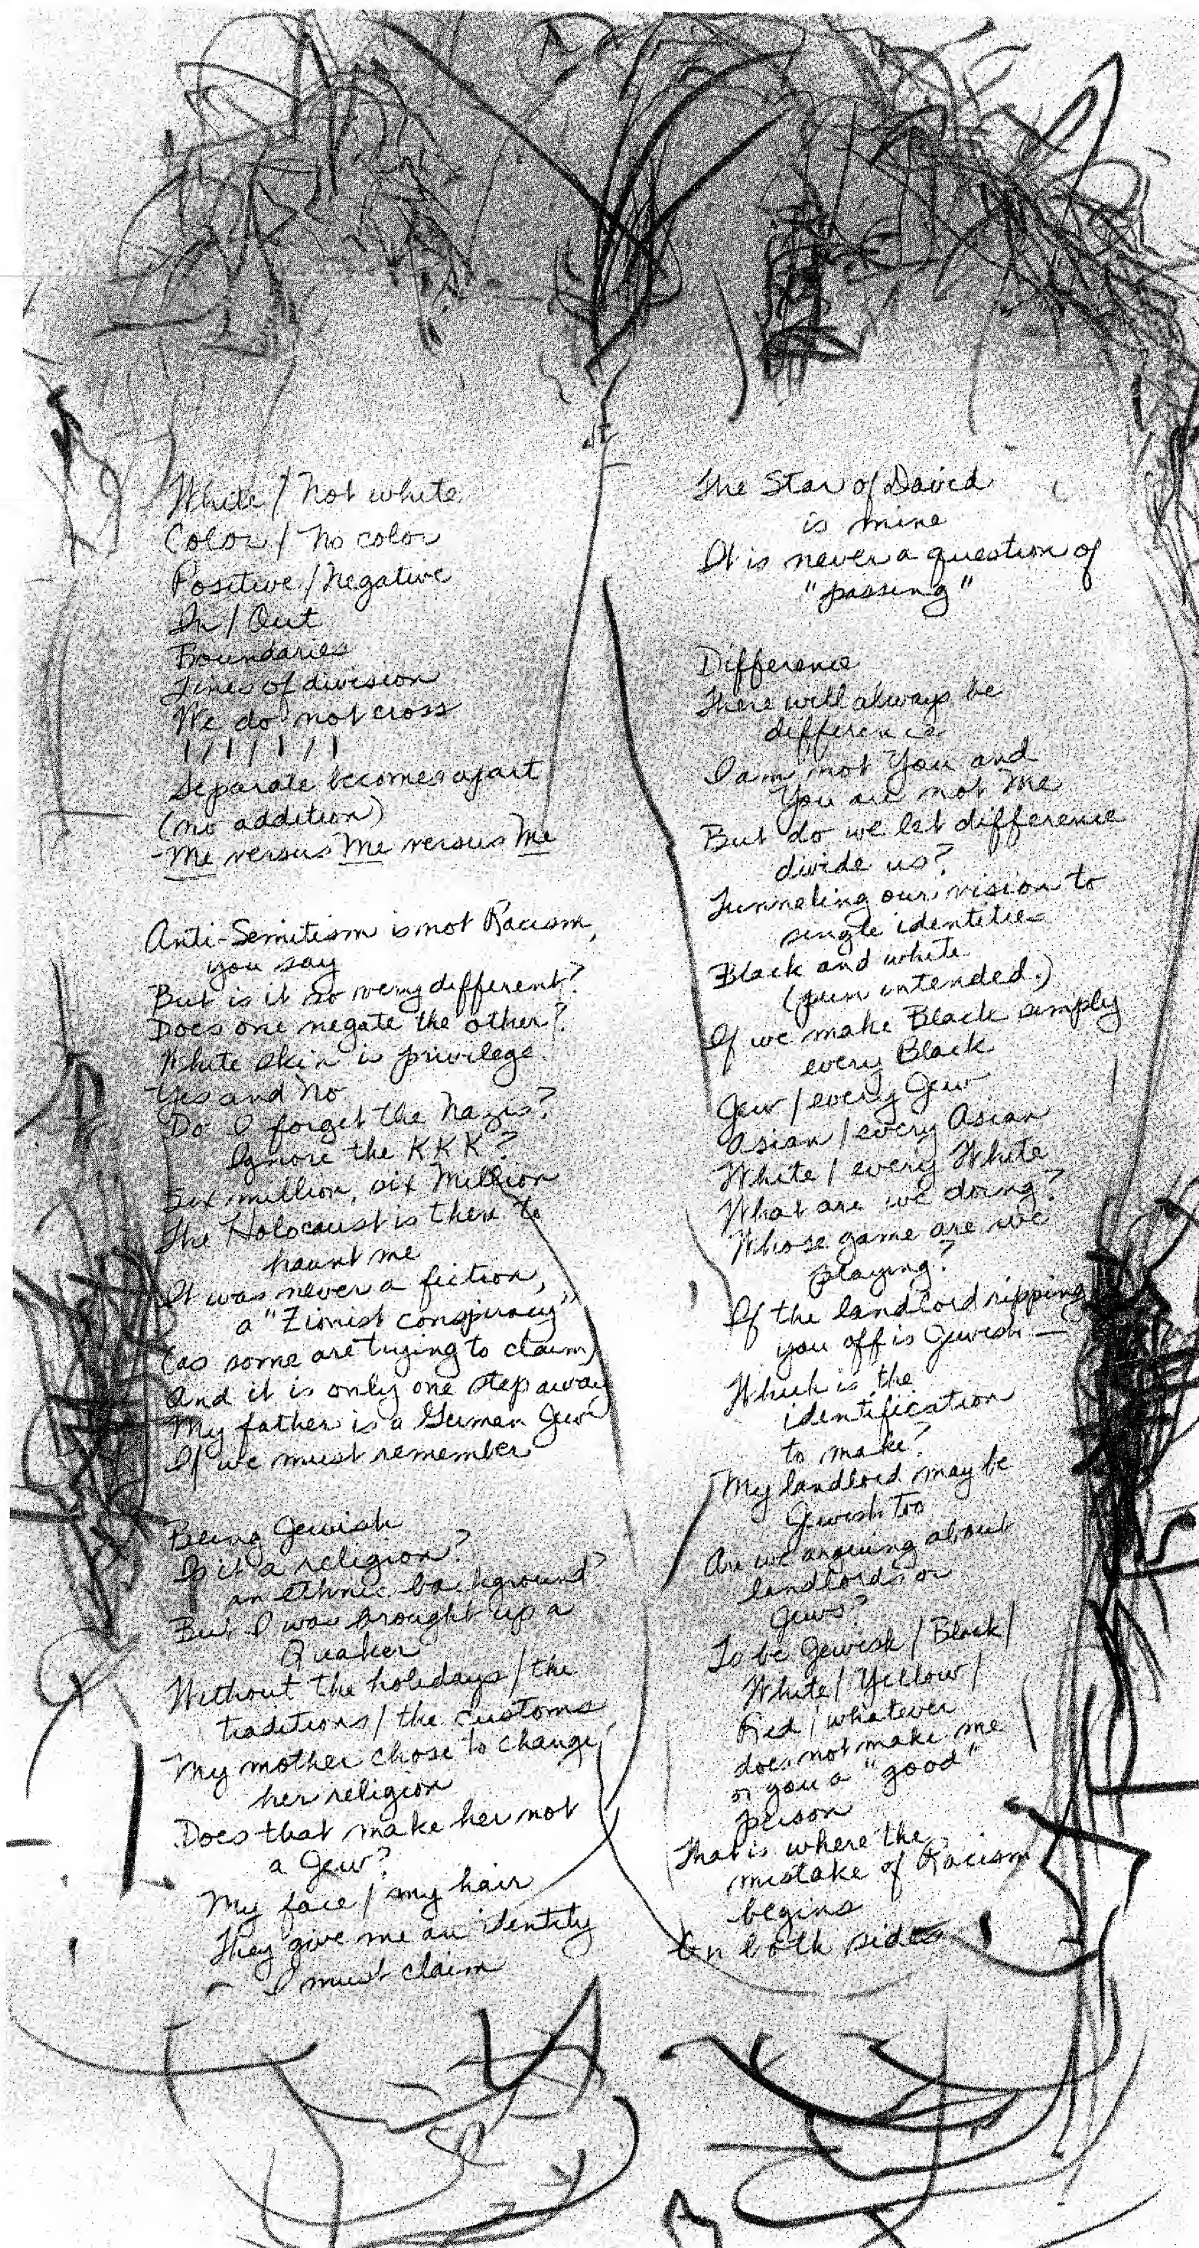 White / Not white
Color / No color
Positive / Negative
In / Out
Boundaries
Lines of division
We do not cross
1 / 1 / 1 / 1
Separate becomes apart
(no addition)
-Me versus Me versus Me
Anti-Semitism is not Racism,
you say
But is it so very different?
Does one negate the other?
White skin is privilege
Yes and No
Do I forget the Nazis?
Ignore the KKK?
Six million, six Million
The Holocaust is there to
haunt me
It was never a fiction,
a "Zionist conspiracy"
(as some are trying to claim)
And it is only one step away
My father is a German Jew
If we must remember
Being Jewish
Is it a religion?
an ethnic background?
But I was brought up a
Quaker
Without the holidays / the
traditions / the customs
My mother chose to change
her religion
Does that make her not
a Jew?
My face / my hair
They give me an identity
I must claim
The Star of David
is mine
It is never a question of
"passing"
Difference
There will always be
difference
I am not You and
You are not Me
But do we let difference
divide us?
Tunneling our vision to
single identities
Black and white
(pun intended.)
If we make Black simply
every Black
Jew / every Jew
Asian / every Asian
White / every White
What are we doing?
Whose game are we
playing?
If the landlord ripping
you off is Jewish —
Which is the
identification
to make?
My landlord may be
Jewish too
Are we arguing about
landlords or
Jews?
To be Jewish / Black /
White / Yellow /
Red / whatever
does not make me
or you a "good"
person
That is where the
mistake of Racism
begins
On both sides